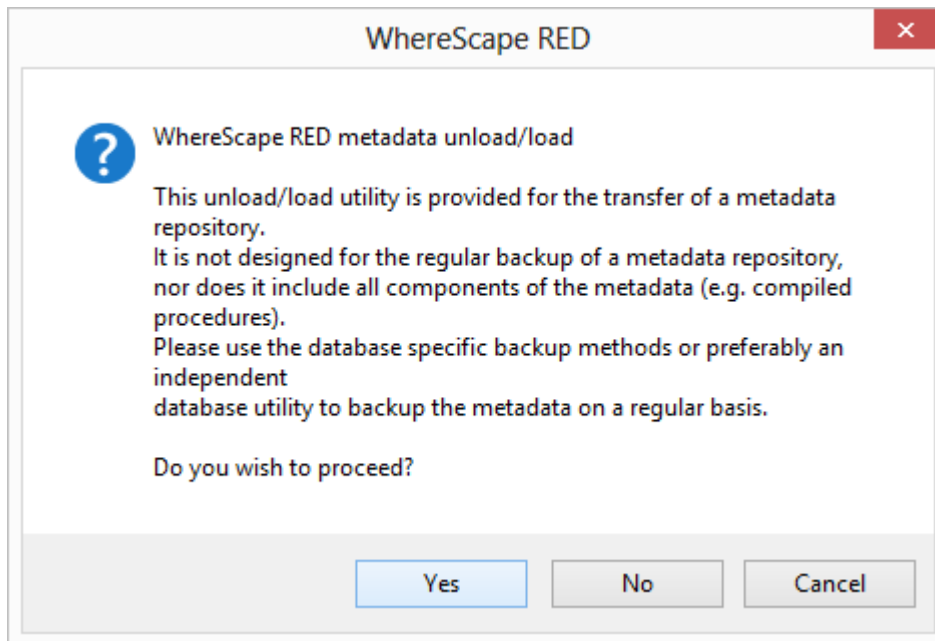 WhereScape RED
WhereScape RED metadata unload/load
This unload/load utility is provided for the transfer of a metadata
repository.
It is not designed for the regular backup of a metadata repository,
nor does it include all components of the metadata (e.g. compiled
procedures).
Please use the database specific backup methods or preferably an
independent
database utility to backup the metadata on a regular basis.
Do you wish to proceed?
Yes No Cancel